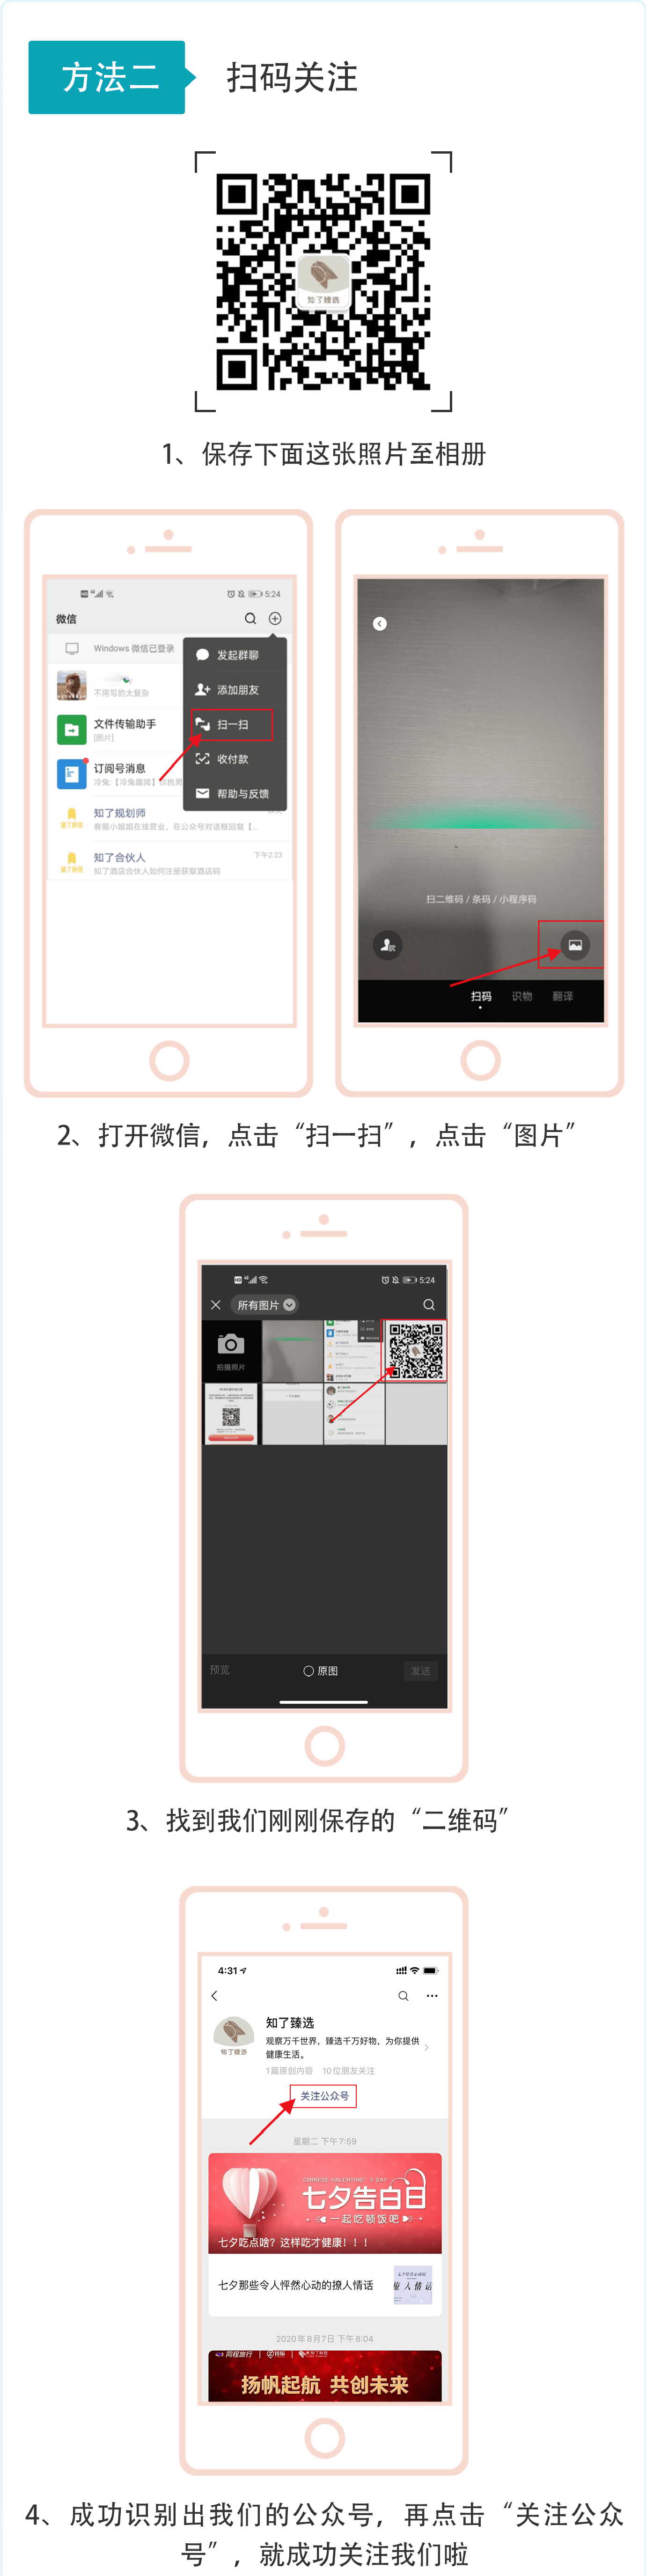 方法二
扫码关注
知了臻选
1、保存下面这张照片至相册
5:24
微信
Windows 微信已登录
不用写的太复杂
文件传输助手
[图片]
订阅号消息
知了规划师
客服小姐姐在线营业，在公众号对话框回复【...
知了合伙人
下午2:23
知了酒店合伙人如何注册获取酒店码
发起群聊
添加朋友
扫一扫
收付款
帮助与反馈
扫二维码 / 条码 / 小程序码
扫码
识物
翻译
2、打开微信，点击“扫一扫”，点击“图片”
5:24
所有图片
拍摄照片
预览
原图
发送
3、找到我们刚刚保存的“二维码”
4:31
知了臻选
知了臻选
观察万千世界，臻选千万好物，为你提供
健康生活。
1篇原创内容 10位朋友关注
关注公众号
星期二 下午7:59
CHINESE VALENTINE'S DAY
七夕告白日
一起吃顿饭吧
七夕吃点啥？这样吃才健康！！！
七夕那些令人怦然心动的撩人情话
撩人情话
2020年8月7日 下午8:04
同程旅行
扬帆起航 共创未来
4、成功识别出我们的公众号，再点击“关注公众
号”，就成功关注我们啦